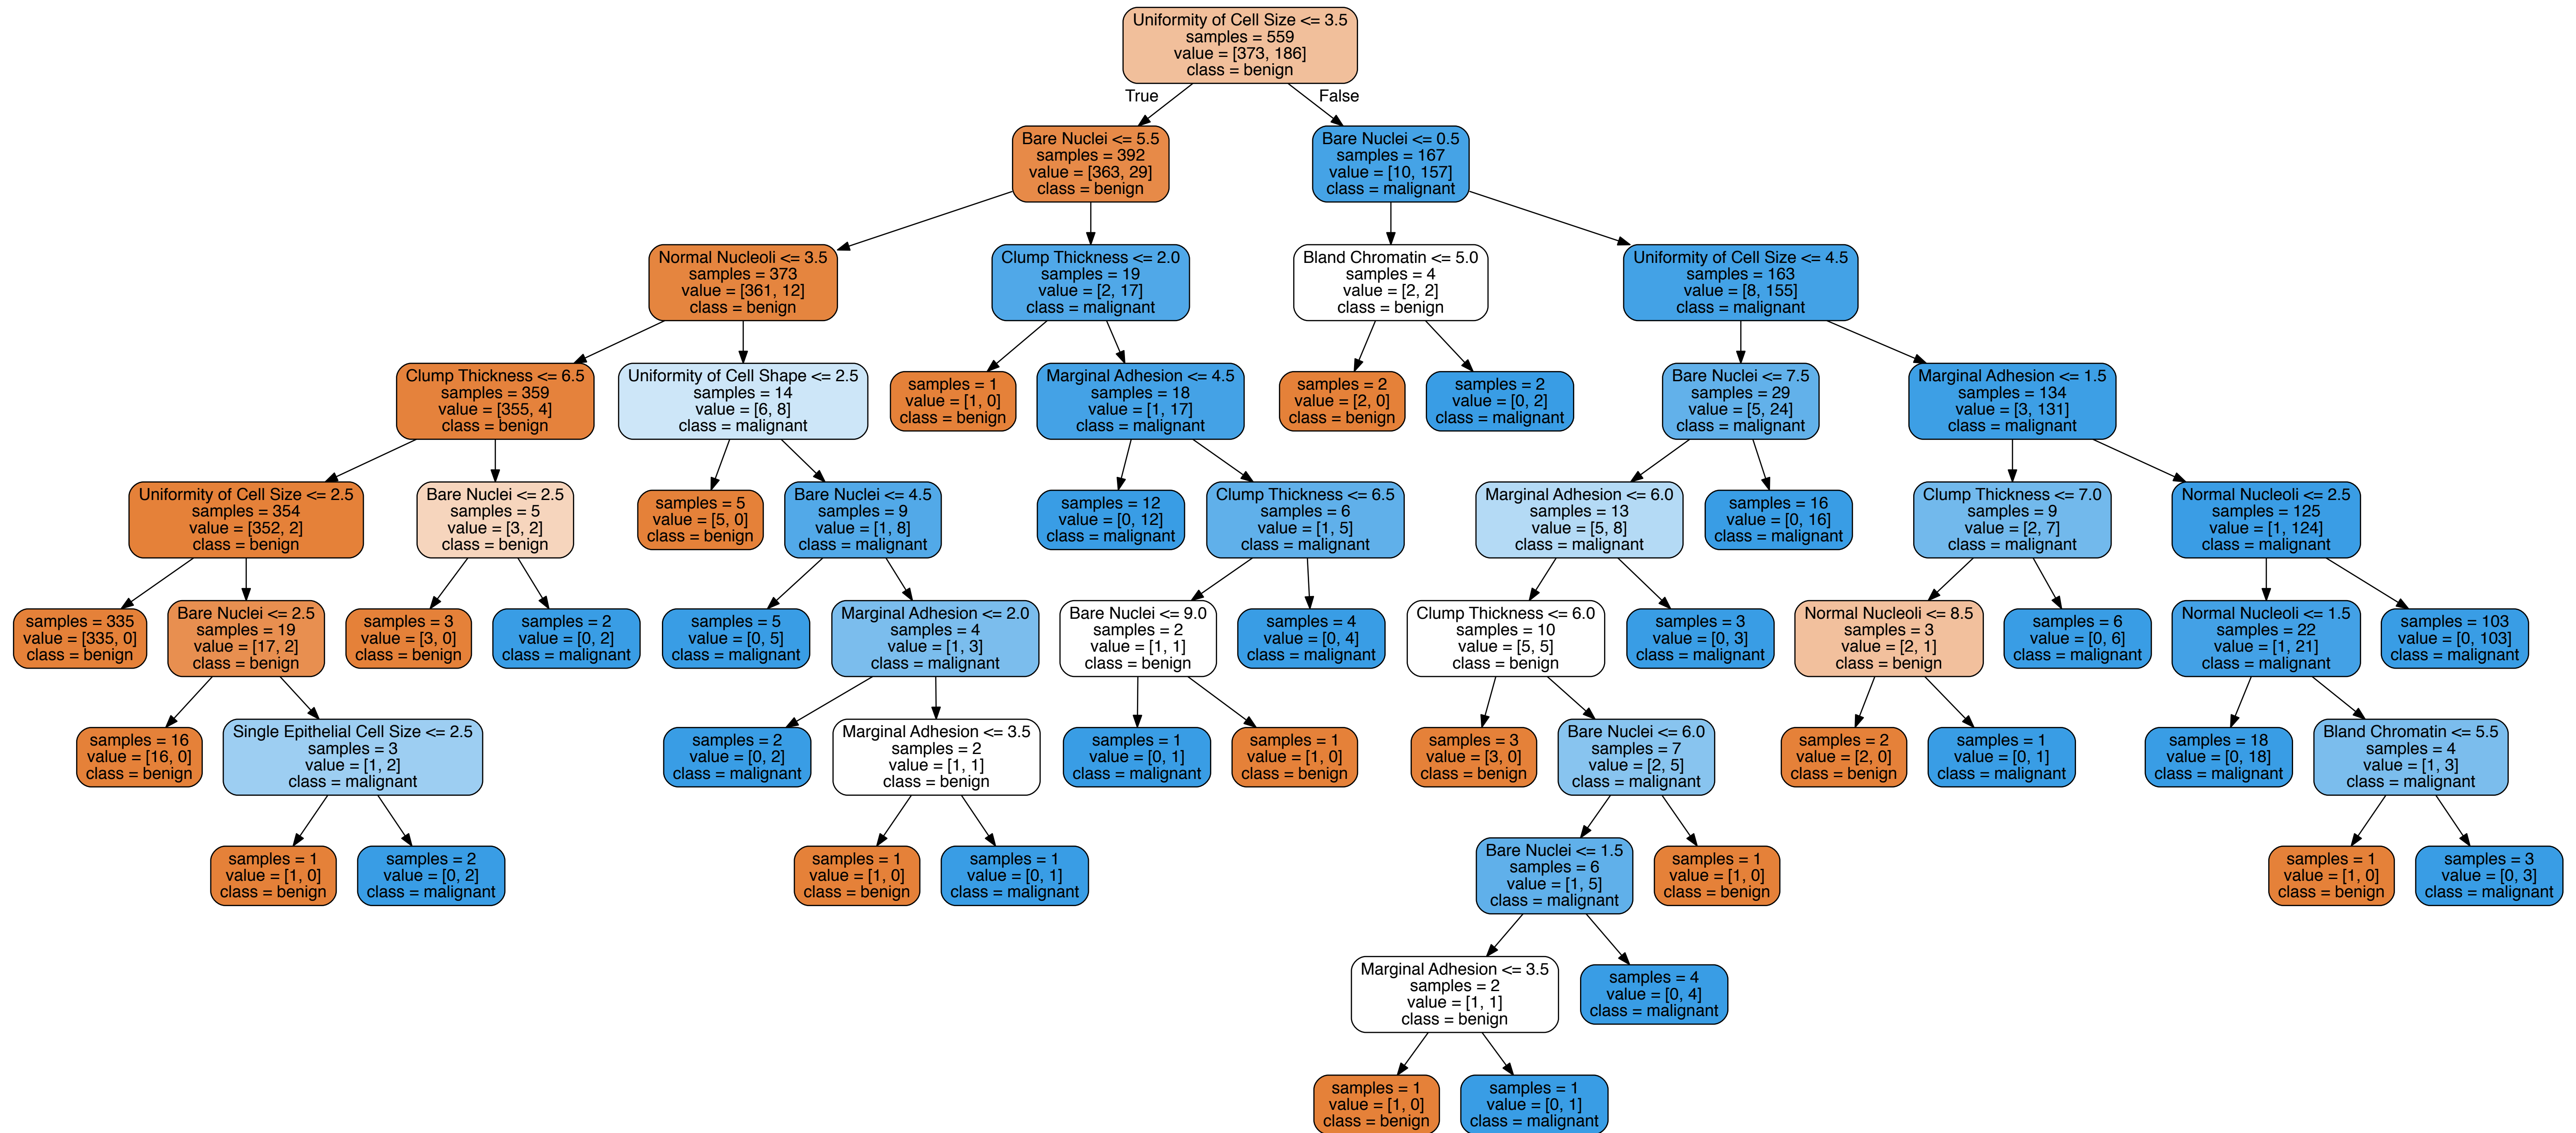 Uniformity of Cell Size <= 3.5
samples = 559
value = [373, 186]
class = benign
True
False
Bare Nuclei <= 5.5
samples = 392
value = [363, 29]
class = benign
Bare Nuclei <= 0.5
samples = 167
value = [10, 157]
class = malignant
Normal Nucleoli <= 3.5
samples = 373
value = [361, 12]
class = benign
Clump Thickness <= 2.0
samples = 19
value = [2, 17]
class = malignant
Bland Chromatin <= 5.0
samples = 4
value = [2, 2]
class = benign
Uniformity of Cell Size <= 4.5
samples = 163
value = [8, 155]
class = malignant
Clump Thickness <= 6.5
samples = 359
value = [355, 4]
class = benign
Uniformity of Cell Shape <= 2.5
samples = 14
value = [6, 8]
class = malignant
samples = 1
value = [1, 0]
class = benign
Marginal Adhesion <= 4.5
samples = 18
value = [1, 17]
class = malignant
samples = 2
value = [2, 0]
class = benign
samples = 2
value = [0, 2]
class = malignant
Bare Nuclei <= 7.5
samples = 29
value = [5, 24]
class = malignant
Marginal Adhesion <= 1.5
samples = 134
value = [3, 131]
class = malignant
Uniformity of Cell Size <= 2.5
samples = 354
value = [352, 2]
class = benign
Bare Nuclei <= 2.5
samples = 5
value = [3, 2]
class = benign
samples = 5
value = [5, 0]
class = benign
Bare Nuclei <= 4.5
samples = 9
value = [1, 8]
class = malignant
samples = 12
value = [0, 12]
class = malignant
Clump Thickness <= 6.5
samples = 6
value = [1, 5]
class = malignant
Marginal Adhesion <= 6.0
samples = 13
value = [5, 8]
class = malignant
samples = 16
value = [0, 16]
class = malignant
Clump Thickness <= 7.0
samples = 9
value = [2, 7]
class = malignant
Normal Nucleoli <= 2.5
samples = 125
value = [1, 124]
class = malignant
samples = 335
value = [335, 0]
class = benign
Bare Nuclei <= 2.5
samples = 19
value = [17, 2]
class = benign
samples = 3
value = [3, 0]
class = benign
samples = 2
value = [0, 2]
class = malignant
samples = 5
value = [0, 5]
class = malignant
Marginal Adhesion <= 2.0
samples = 4
value = [1, 3]
class = malignant
Bare Nuclei <= 9.0
samples = 2
value = [1, 1]
class = benign
samples = 4
value = [0, 4]
class = malignant
Clump Thickness <= 6.0
samples = 10
value = [5, 5]
class = benign
samples = 3
value = [0, 3]
class = malignant
Normal Nucleoli <= 8.5
samples = 3
value = [2, 1]
class = benign
samples = 6
value = [0, 6]
class = malignant
Normal Nucleoli <= 1.5
samples = 22
value = [1, 21]
class = malignant
samples = 103
value = [0, 103]
class = malignant
samples = 16
value = [16, 0]
class = benign
Single Epithelial Cell Size <= 2.5
samples = 3
value = [1, 2]
class = malignant
samples = 2
value = [0, 2]
class = malignant
Marginal Adhesion <= 3.5
samples = 2
value = [1, 1]
class = benign
samples = 1
value = [0, 1]
class = malignant
samples = 1
value = [1, 0]
class = benign
samples = 3
value = [3, 0]
class = benign
Bare Nuclei <= 6.0
samples = 7
value = [2, 5]
class = malignant
samples = 2
value = [2, 0]
class = benign
samples = 1
value = [0, 1]
class = malignant
samples = 18
value = [0, 18]
class = malignant
Bland Chromatin <= 5.5
samples = 4
value = [1, 3]
class = malignant
samples = 1
value = [1, 0]
class = benign
samples = 2
value = [0, 2]
class = malignant
samples = 1
value = [1, 0]
class = benign
samples = 1
value = [0, 1]
class = malignant
Bare Nuclei <= 1.5
samples = 6
value = [1, 5]
class = malignant
samples = 1
value = [1, 0]
class = benign
samples = 1
value = [1, 0]
class = benign
samples = 3
value = [0, 3]
class = malignant
Marginal Adhesion <= 3.5
samples = 2
value = [1, 1]
class = benign
samples = 4
value = [0, 4]
class = malignant
samples = 1
value = [1, 0]
class = benign
samples = 1
value = [0, 1]
class = malignant